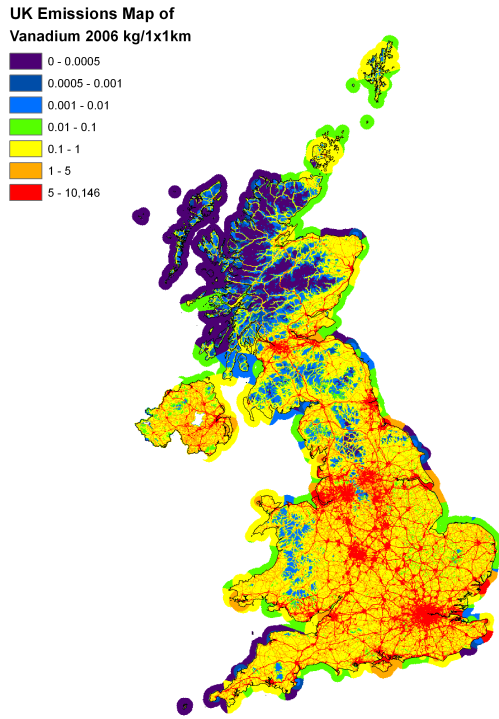 UK Emissions Map of
Vanadium 2006 kg/1x1km
0 - 0.0005
0.0005 - 0.001
0.001 - 0.01
0.01 - 0.1
0.1 - 1
1 - 5
5 - 10,146